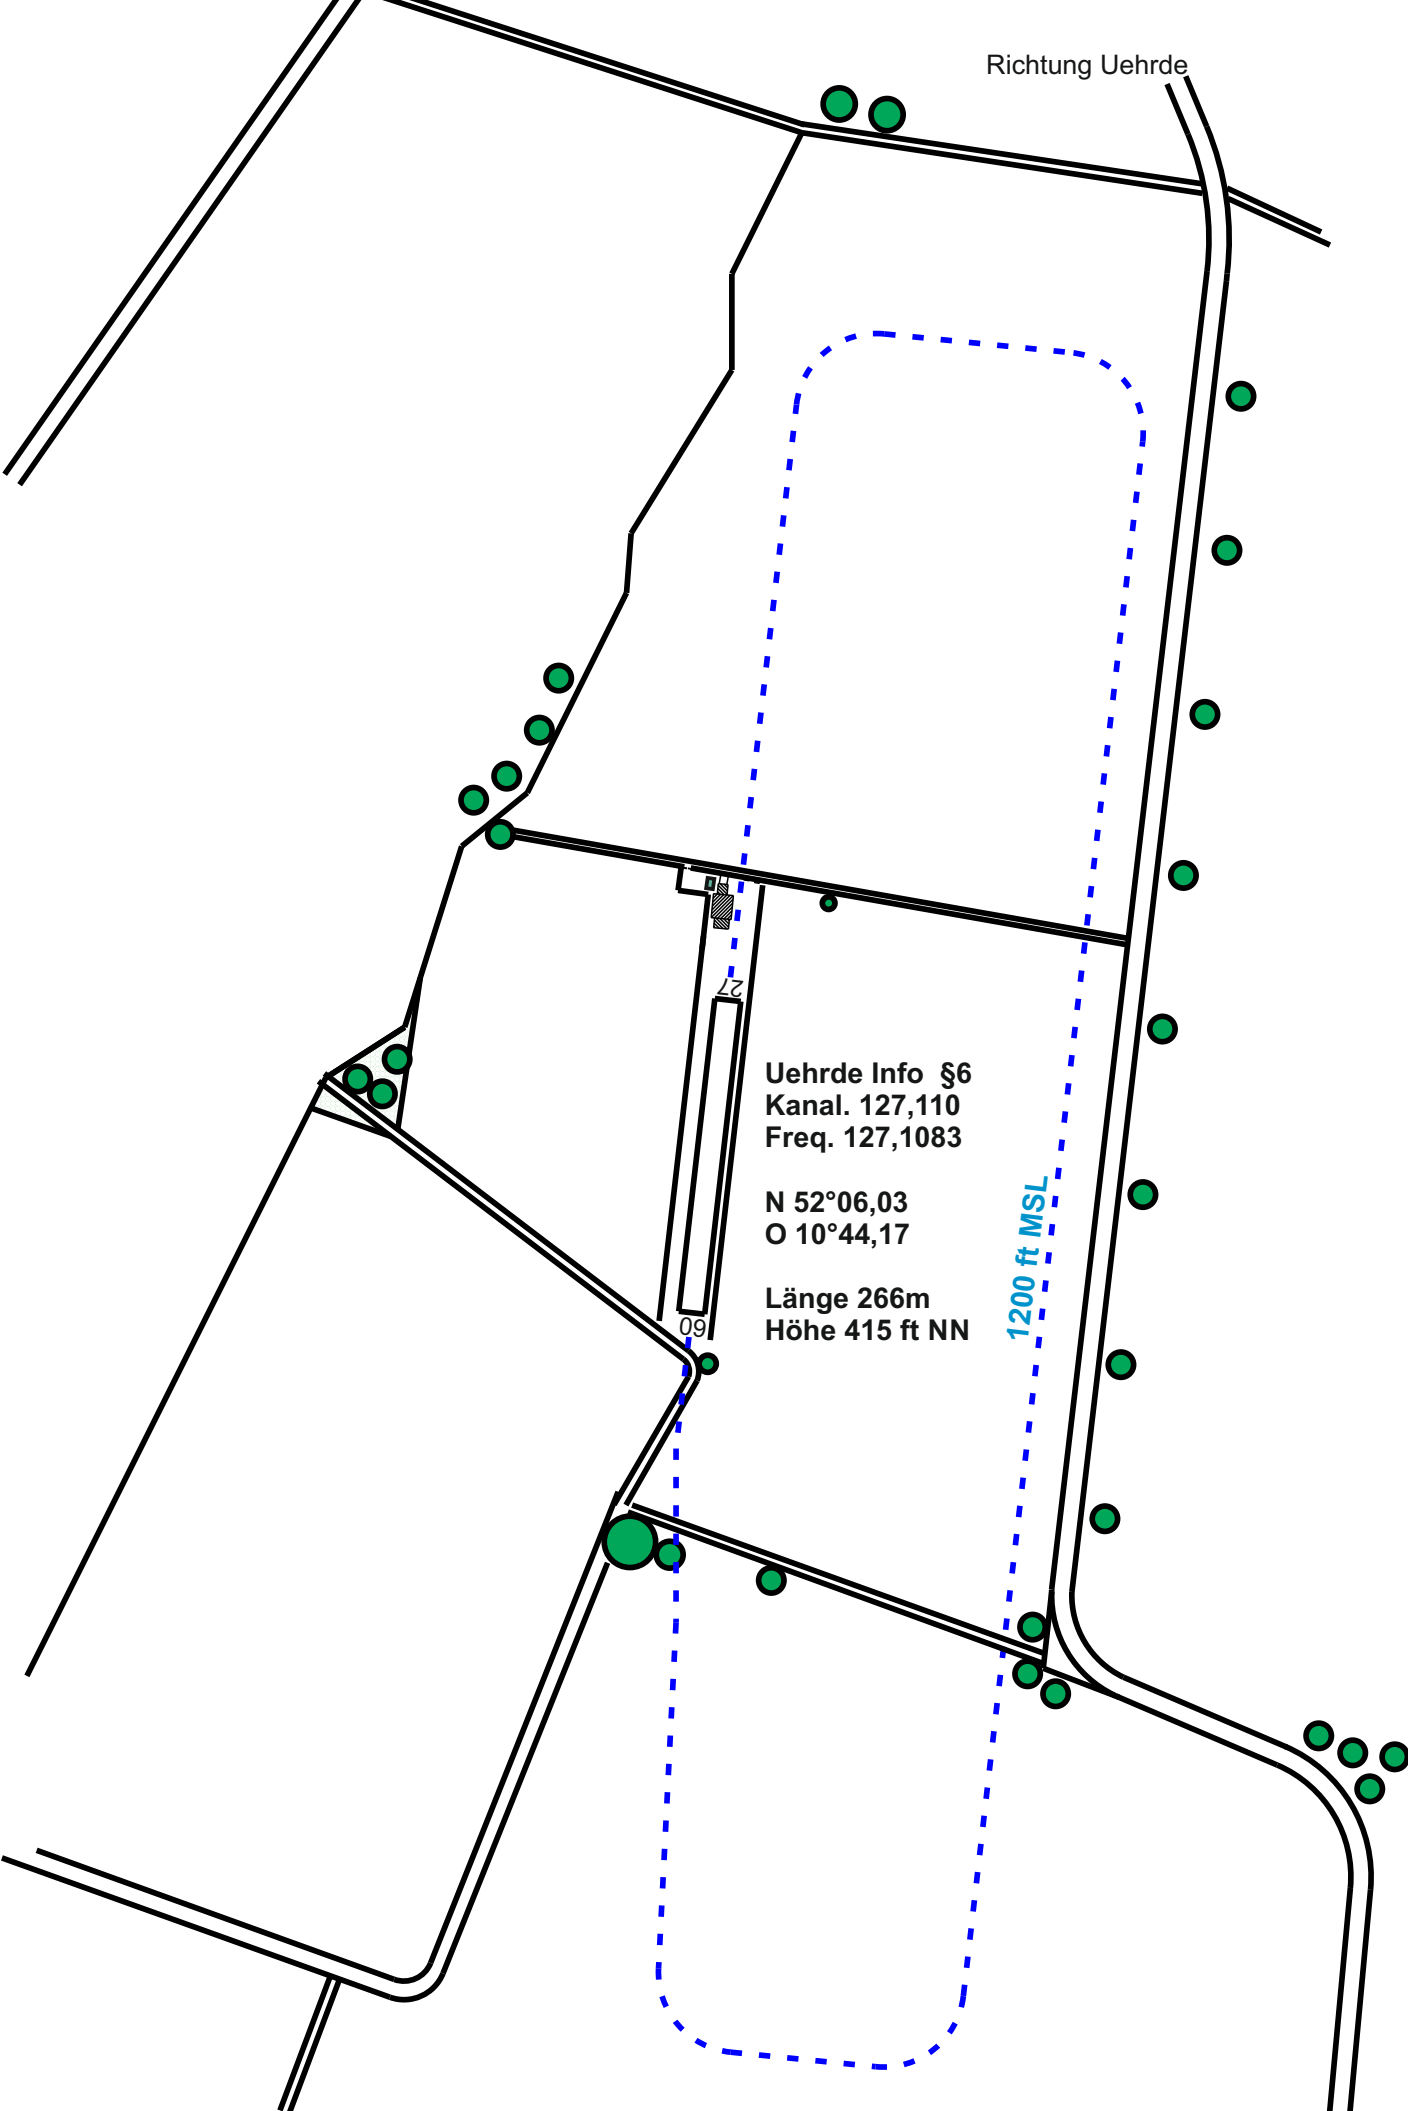 Richtung Uehrde
27
Uehrde Info §6
Kanal. 127,110
Freq. 127,1083
N 52°06,03
O 10°44,17
1200 ft MSL
Länge 266m
Höhe 415 ft NN
09